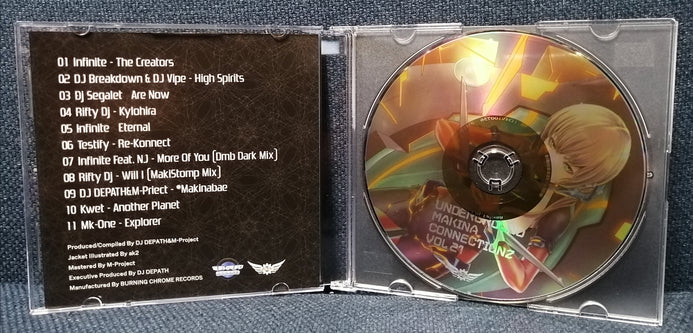 01 Infinite - The Creators
02 DJ Breakdown & DJ Vipe - High Spirits
03 Dj Segalet Are Now
04 Rifty Dj - Kylohira
05 Infinite Eternal
06 Testify - Re-Konnect
07 Infinite Feat. NJ - More Of You (Dmb Dark Mix)
08 Rifty Dj - Will I (MakiStomp Mix)
09 DJ DEPATH&M-Priect - *Makinabae
10 Kwet - Another Planet
11 Mk-One - Explorer
Produced/Compiled By DJ DEPATH&M-Project
Jacket Illustrated By ak2
Mastered By M-Project
Executive Produced By DJ DEPATH
Manufactured By BURNING CHROME RECORDS
UNDERGROUND
MAKINA
CONNECTIONZ
VOL 21